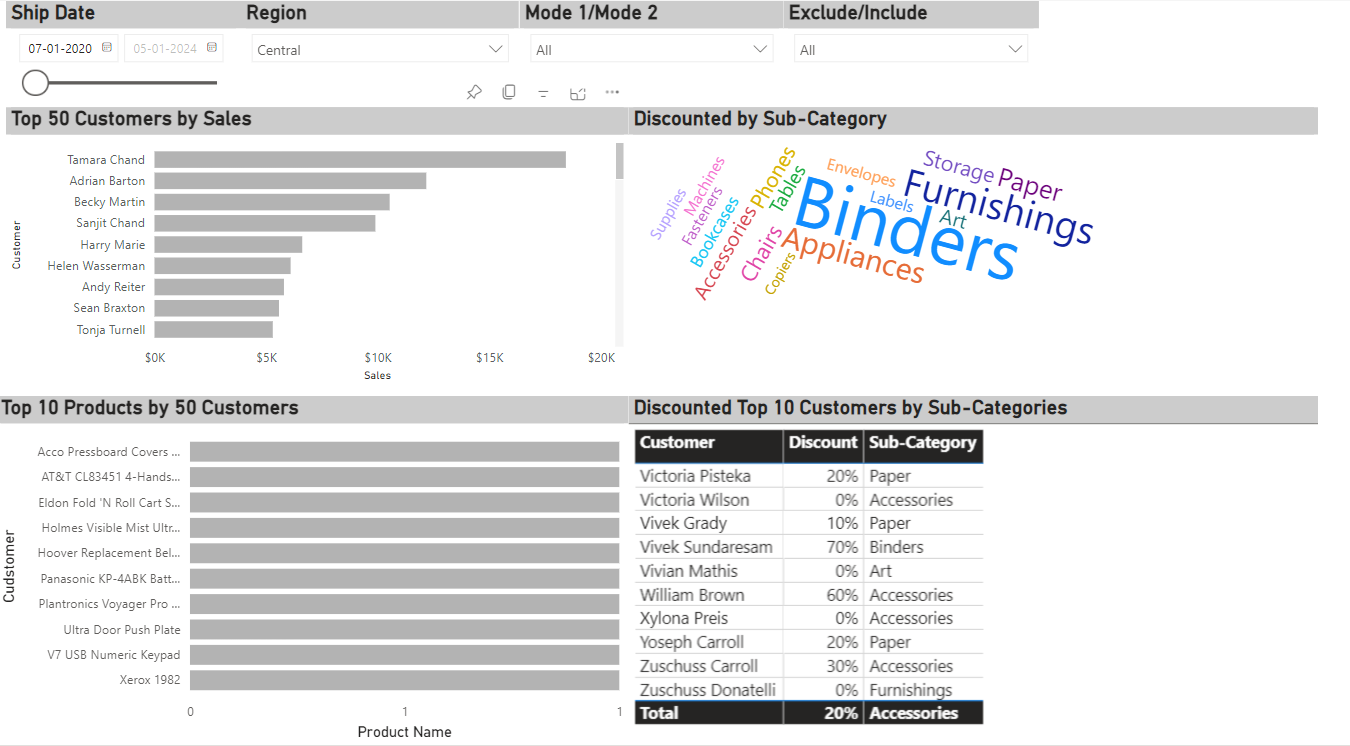 Ship Date Region Mode 1/Mode 2 Exclude/Include
07-01-2020 05-01-2024 Central All All
Top 50 Customers by Sales
Customer
Tamara Chand
Adrian Barton
Becky Martin
Sanjit Chand
Harry Marie
Helen Wasserman
Andy Reiter
Sean Braxton
Tonja Turnell
$0K $5K $10K $15K $20K
Sales
Discounted by Sub-Category
Supplies
Machines
Fasteners
Bookcases
Accessories
Phones
Tables
Chairs
Copiers
Envelopes
Labels
Binders
Appliances
Storage
Paper
Furnishings
Art
Top 10 Products by 50 Customers
Cudstomer
Acco Pressboard Covers ...
AT&T CL83451 4-Hands...
Eldon Fold 'N Roll Cart S...
Holmes Visible Mist Ultr...
Hoover Replacement Bel...
Panasonic KP-4ABK Batt...
Plantronics Voyager Pro ...
Ultra Door Push Plate
V7 USB Numeric Keypad
Xerox 1982
0 1 1
Product Name
Discounted Top 10 Customers by Sub-Categories
Customer Discount Sub-Category
Victoria Pisteka 20% Paper
Victoria Wilson 0% Accessories
Vivek Grady 10% Paper
Vivek Sundaresam 70% Binders
Vivian Mathis 0% Art
William Brown 60% Accessories
Xylona Preis 0% Accessories
Yoseph Carroll 20% Paper
Zuschuss Carroll 30% Accessories
Zuschuss Donatelli 0% Furnishings
Total 20% Accessories